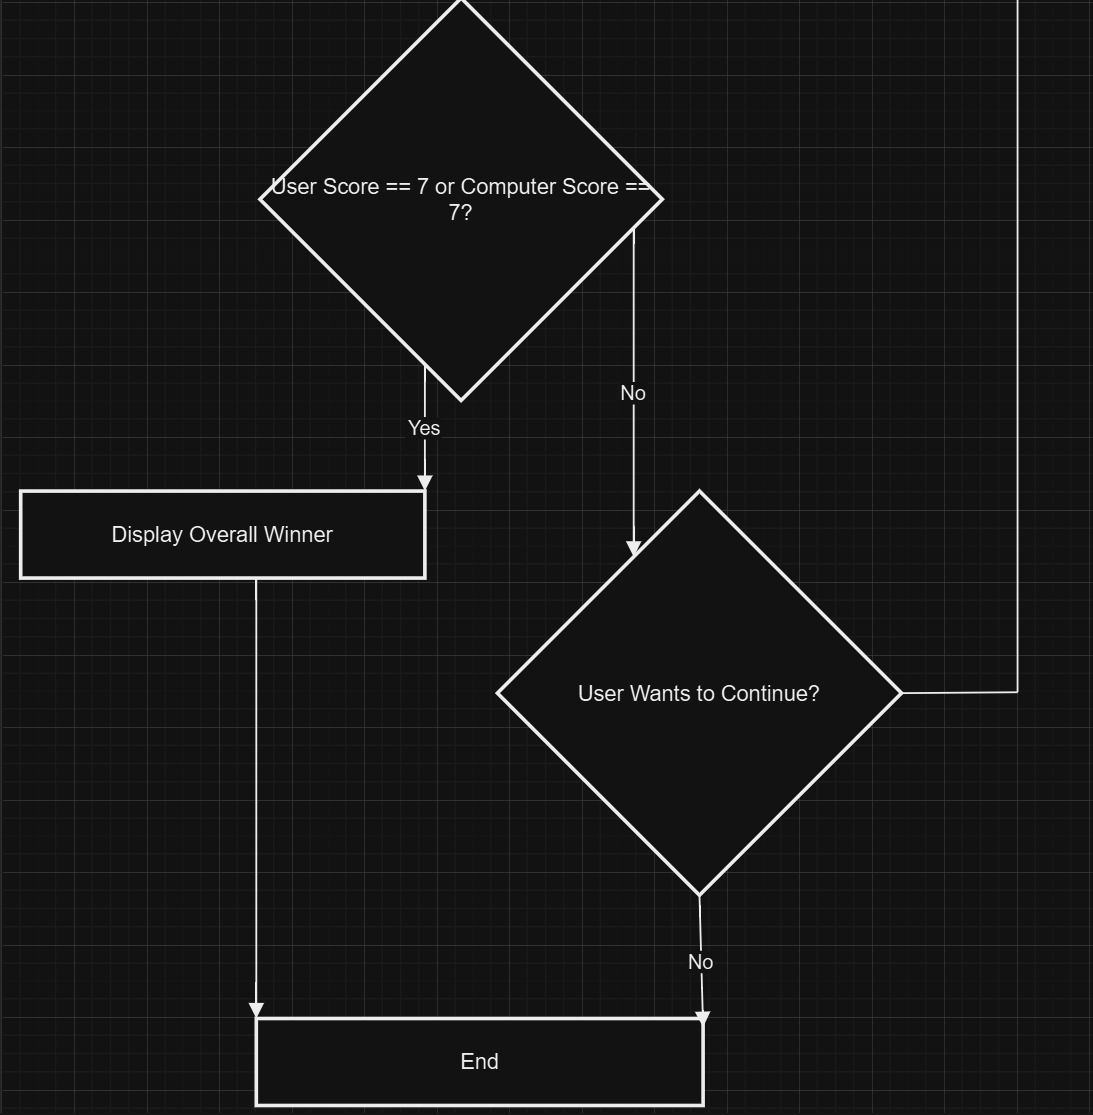 User Score == 7 or Computer Score ==
7?
No
Yes
Display Overall Winner
User Wants to Continue?
No
End